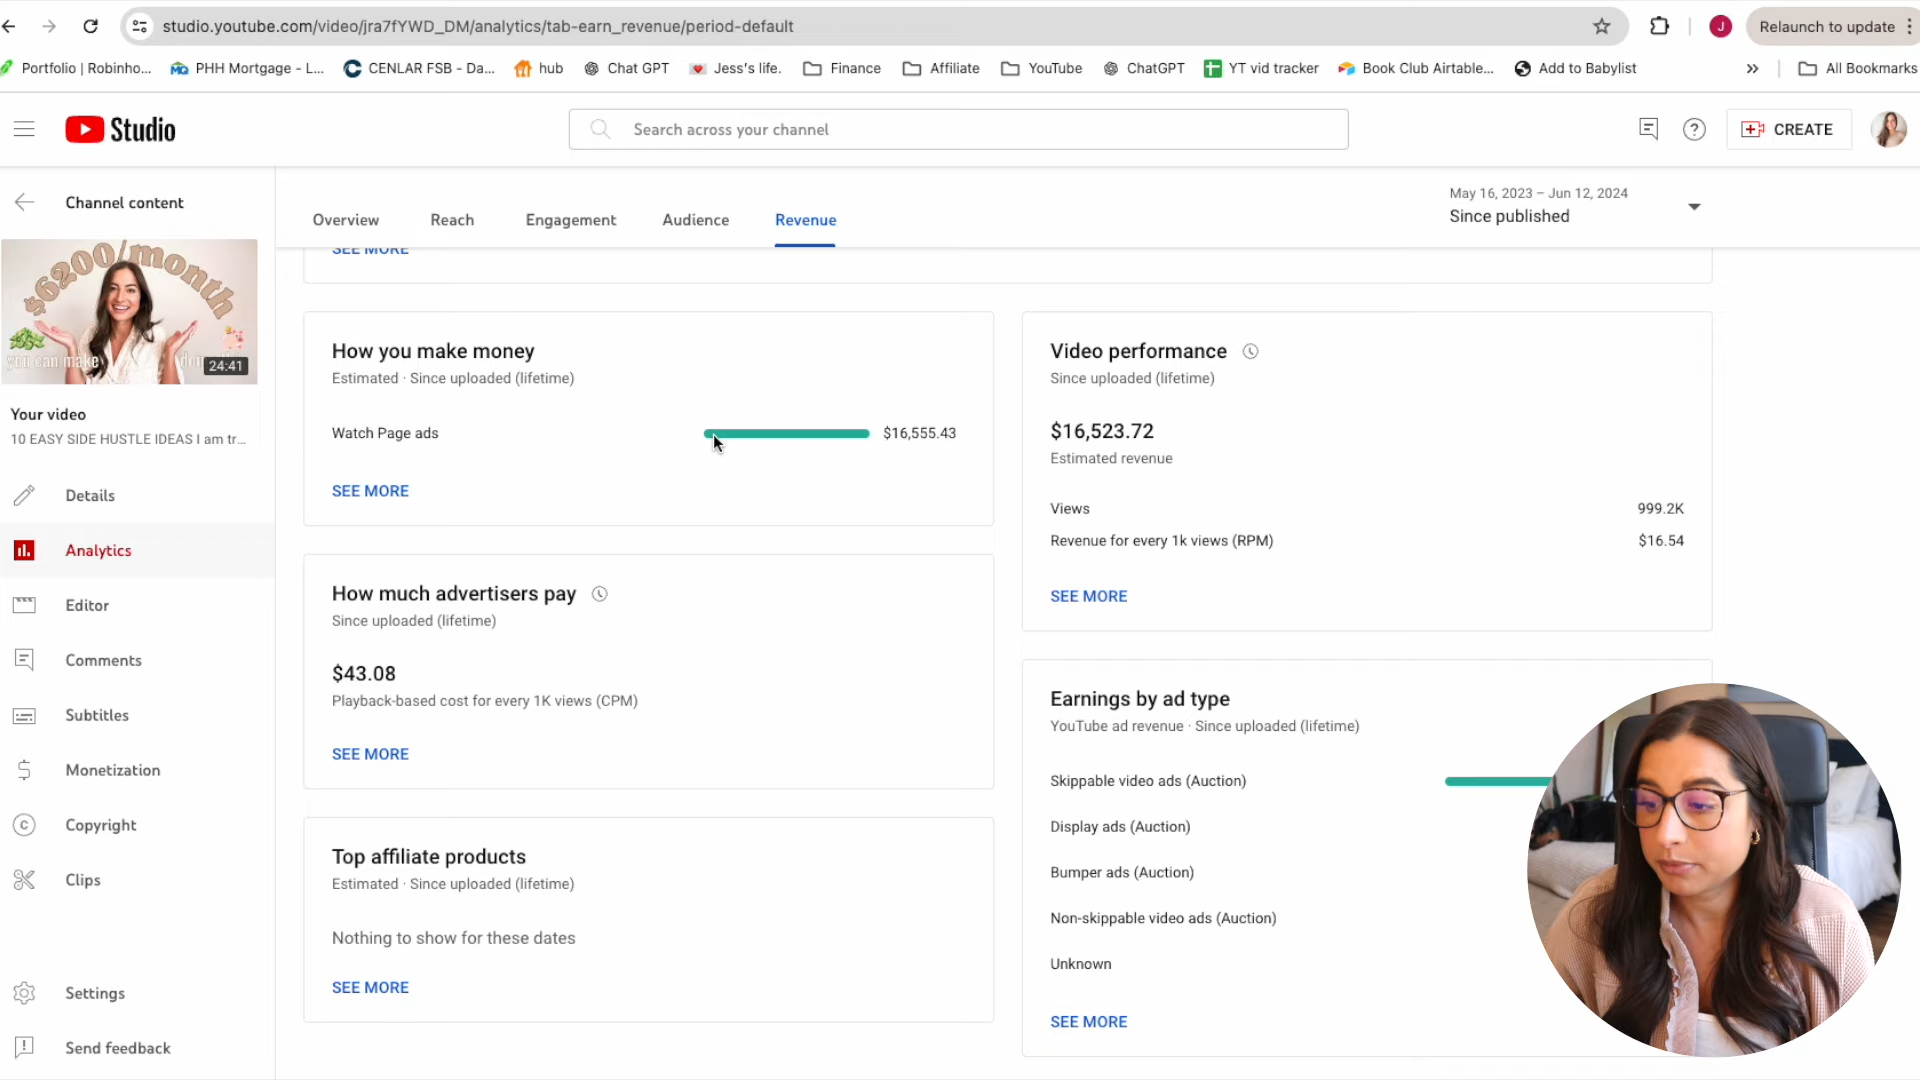 studio.youtube.com/video/jra7fYWD_DM/analytics/tab-earn_revenue/period-default
J
Relaunch to update
Portfolio | Robinho...
PHH Mortgage - L...
CENLAR FSB - Da...
hub
Chat GPT
Jess's life.
Finance
Affiliate
YouTube
ChatGPT
YT vid tracker
Book Club Airtable...
Add to Babylist
»
All Bookmarks
Studio
Search across your channel
CREATE
Channel content
$6200/month
you can make
24:41
Your video
10 EASY SIDE HUSTLE IDEAS I am tr...
Details
Analytics
Editor
Comments
Subtitles
Monetization
Copyright
Clips
Settings
Send feedback
Overview
Reach
Engagement
Audience
Revenue
May 16, 2023 – Jun 12, 2024
Since published
SEE MORE
How you make money
Estimated · Since uploaded (lifetime)
Watch Page ads
$16,555.43
SEE MORE
How much advertisers pay
Since uploaded (lifetime)
$43.08
Playback-based cost for every 1K views (CPM)
SEE MORE
Top affiliate products
Estimated · Since uploaded (lifetime)
Nothing to show for these dates
SEE MORE
Video performance
Since uploaded (lifetime)
$16,523.72
Estimated revenue
Views 999.2K
Revenue for every 1k views (RPM) $16.54
SEE MORE
Earnings by ad type
YouTube ad revenue · Since uploaded (lifetime)
Skippable video ads (Auction)
Display ads (Auction)
Bumper ads (Auction)
Non-skippable video ads (Auction)
Unknown
SEE MORE